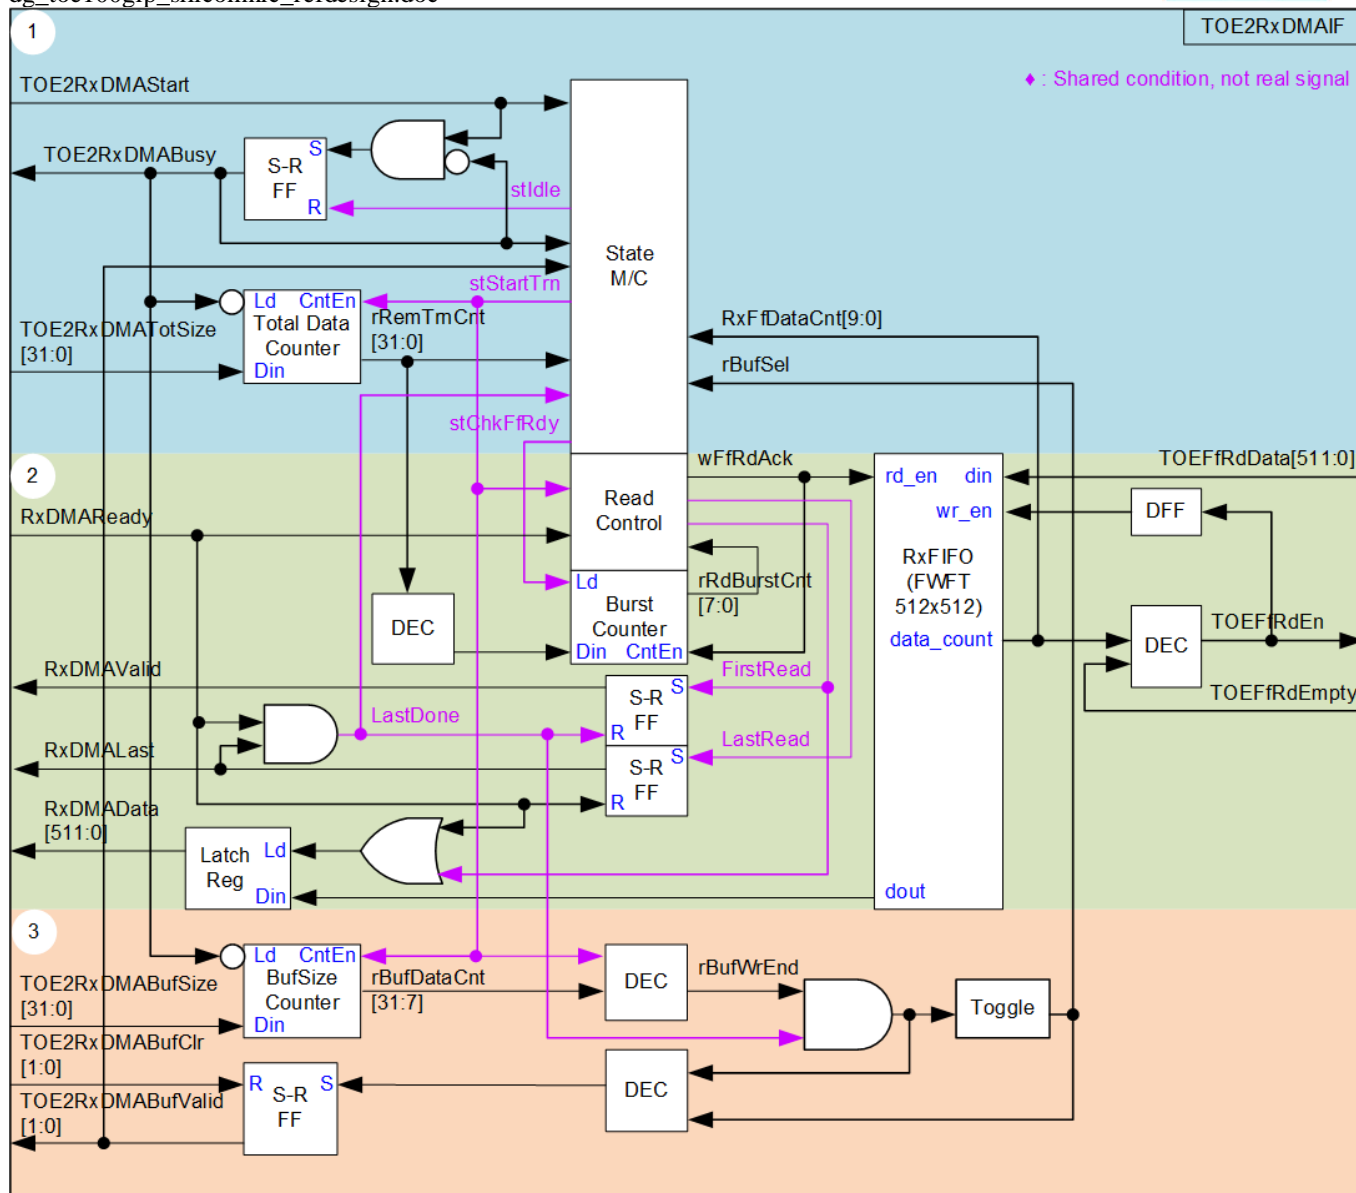 dg_toe100gip_silicomhc_refdesign.doc
1
TOE2RxDMAIF
♦ : Shared condition, not real signal
TOE2RxDMAStart
TOE2RxDMABusy
S-R
FF
S
R
stIdle
State
M/C
stStartTrn
Ld CntEn
Total Data
Counter
Din
TOE2RxDMATotSize
[31:0]
rRemTrnCnt
[31:0]
RxFfDataCnt[9:0]
rBufSel
stChkFfRdy
2
wFfRdAck
TOEFfRdData[511:0]
rd_en din
wr_en
DFF
RxDMAReady
Read
Control
RxFIFO
(FWFT
512x512)
Ld
Burst
Counter
Din CntEn
rRdBurstCnt
[7:0]
DEC
data_count
DEC
TOEFfRdEn
TOEFfRdEmpty
RxDMAValid
S-R
FF
S
R
FirstRead
LastDone
LastRead
RxDMALast
S-R
FF
S
R
RxDMAData
[511:0]
Latch
Reg
Ld
Din
dout
3
Ld CntEn
BufSize
Counter
Din
rBufDataCnt
[31:7]
DEC
rBufWrEnd
TOE2RxDMABufSize
[31:0]
Toggle
TOE2RxDMABufClr
[1:0]
R S
S-R
FF
DEC
TOE2RxDMABufValid
[1:0]